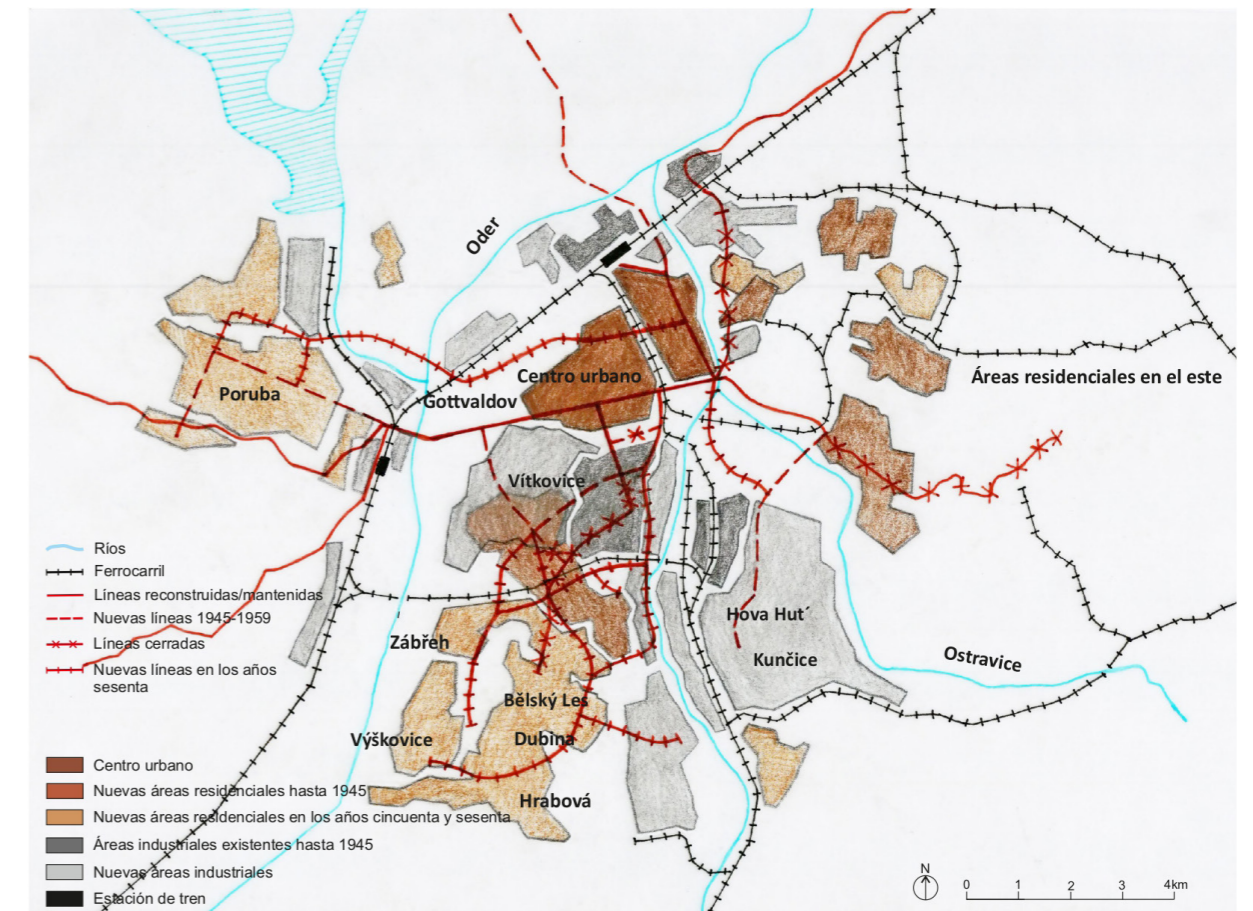 Oder
Centro urbano
Áreas residenciales en el este
Poruba
Gottvaldov
Vítkovice
Hova Hut´
Kunčice
Ostravice
Zábřeh
Bělský Les
Výškovice
Dubina
Hrabová
Ríos
Ferrocarril
Líneas reconstruidas/mantenidas
Nuevas líneas 1945-1959
Líneas cerradas
Nuevas líneas en los años
sesenta
Centro urbano
Nuevas áreas residenciales hasta 1945
Nuevas áreas residenciales en los años cincuenta y sesenta
Áreas industriales existentes hasta 1945
Nuevas áreas industriales
Estación de tren
N
0 1 2 3 4km